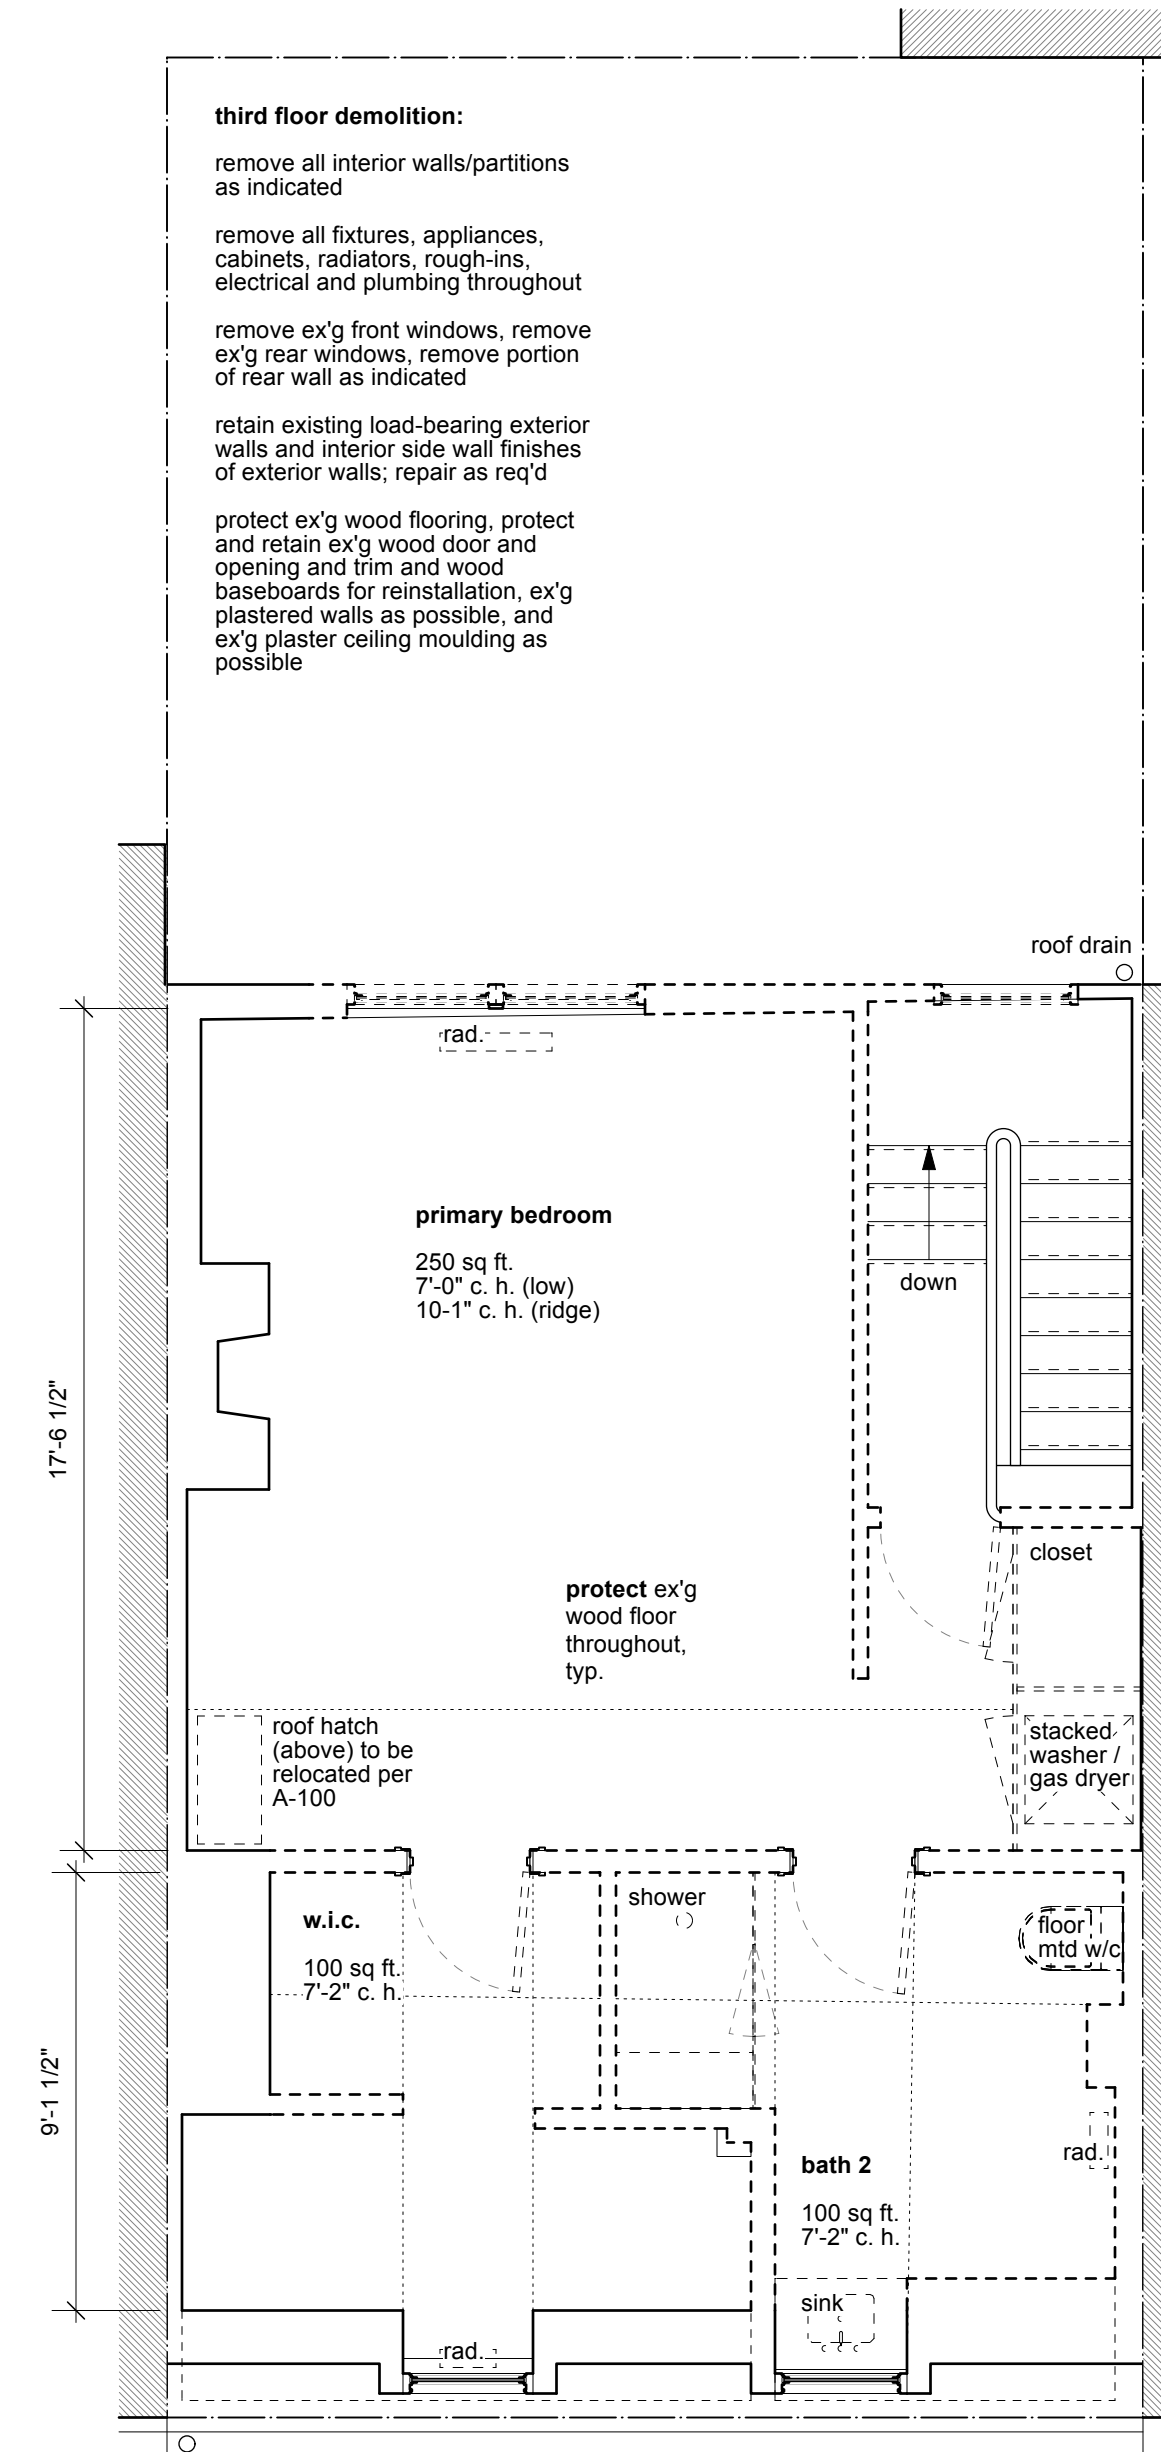 third floor demolition:
remove all interior walls/partitions
as indicated
remove all fixtures, appliances,
cabinets, radiators, rough-ins,
electrical and plumbing throughout
remove ex'g front windows, remove
ex'g rear windows, remove portion
of rear wall as indicated
retain existing load-bearing exterior
walls and interior side wall finishes
of exterior walls; repair as req'd
protect ex'g wood flooring, protect
and retain ex'g wood door and
opening and trim and wood
baseboards for reinstallation, ex'g
plastered walls as possible, and
ex'g plaster ceiling moulding as
possible
roof drain
rad.
primary bedroom
250 sq ft.
7'-0" c. h. (low)
10-1" c. h. (ridge)
down
17'-6 1/2"
closet
protect ex'g
wood floor
throughout,
typ.
roof hatch
(above) to be
relocated per
A-100
stacked
washer /
gas dryer
shower
w.i.c.
100 sq ft.
7'-2" c. h.
floor
mtd w/c
9'-1 1/2"
rad.
bath 2
100 sq ft.
7'-2" c. h.
sink
rad.